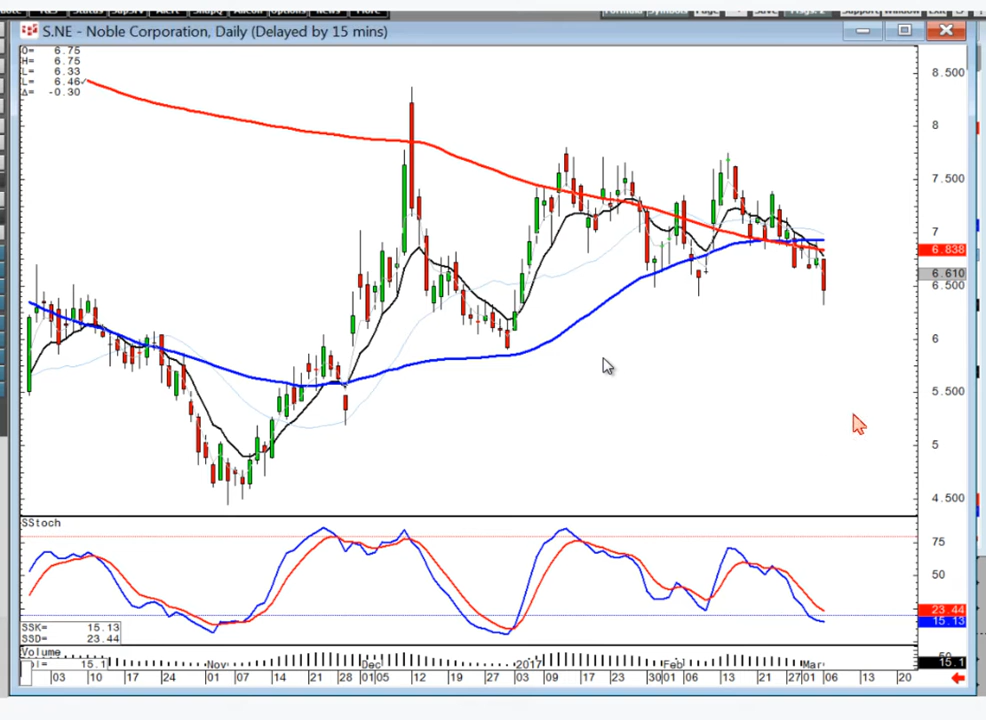 S.NE - Noble Corporation, Daily (Delayed by 15 mins)
O= 6.75
H= 6.75
L= 6.33
L= 6.46
Δ= -0.30
8.500
8
7.500
7
6.838
6.610
6.500
6
5.500
5
4.500
SStoch
75
50
23.44
15.13
SSK= 15.13
SSD= 23.44
Volume
50
15.1
15.1
Nov
Dec
2017
Feb
Mar
03 10 17 24 01 07 14 21 28 01 05 12 19 27 03 09 17 23 30 01 06 13 21 27 01 06 13 20